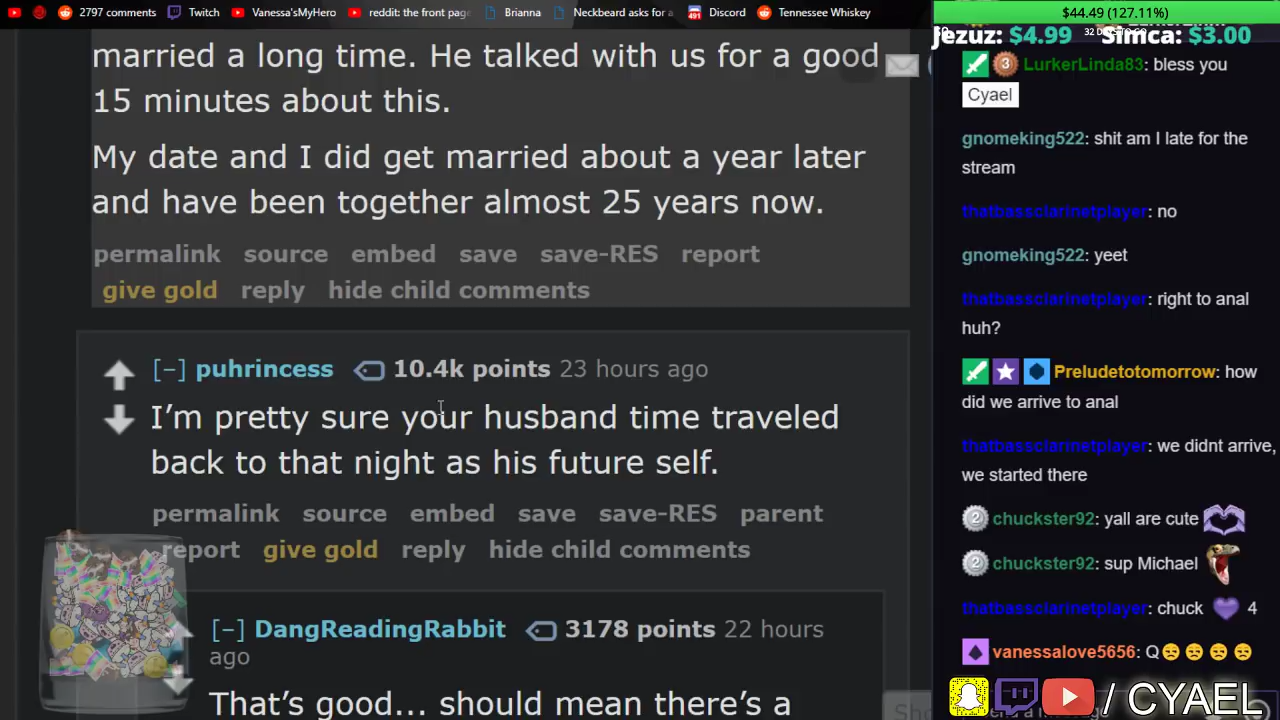 2797 comments Twitch Vanessa'sMyHero reddit: the front page Brianna Neckbeard asks for a Discord Tennessee Whiskey
$44.49 (127.11%)
Jezuz: $4.99 Simca: $3.00
married a long time. He talked with us for a good
15 minutes about this.
My date and I did get married about a year later
and have been together almost 25 years now.
permalink source embed save save-RES report
give gold reply hide child comments
[–] puhrincess 10.4k points 23 hours ago
I'm pretty sure your husband time traveled
back to that night as his future self.
permalink source embed save save-RES parent
report give gold reply hide child comments
[–] DangReadingRabbit 3178 points 22 hours
ago
That's good... should mean there's a
3 LurkerLinda83: bless you
Cyael
gnomeking522: shit am I late for the
stream
thatbassclarinetplayer: no
gnomeking522: yeet
thatbassclarinetplayer: right to anal
huh?
Preludetotomorrow: how
did we arrive to anal
thatbassclarinetplayer: we didnt arrive,
we started there
2 chuckster92: yall are cute
2 chuckster92: sup Michael
thatbassclarinetplayer: chuck 💜 4
vanessalove5656: Q😒😒😒😒
/ CYAEL